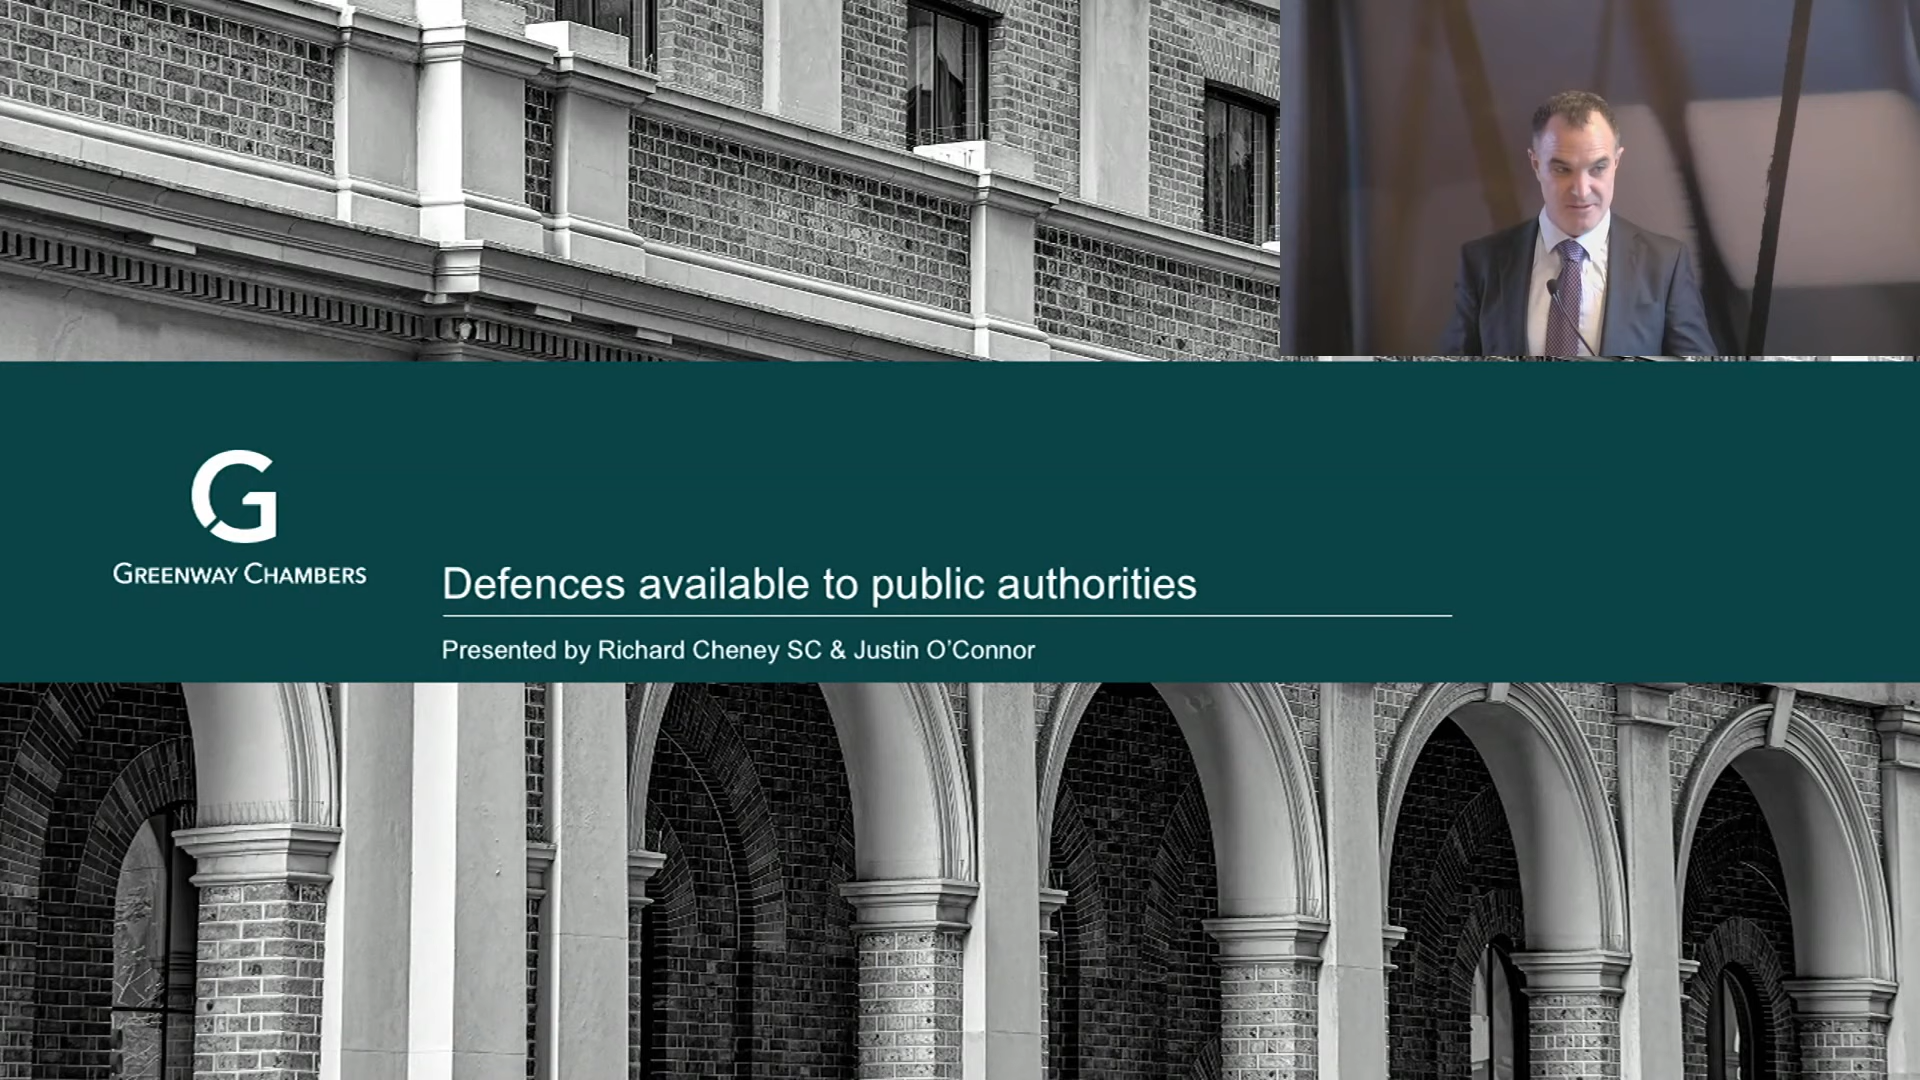 GREENWAY CHAMBERS
Defences available to public authorities
Presented by Richard Cheney SC & Justin O’Connor